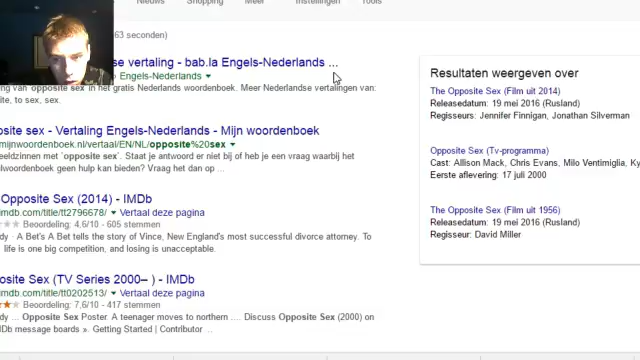 Nieuws Shopping Meer Instellingen Tools
63 seconden)
se vertaling - bab.la Engels-Nederlands ...
Engels-Nederlands
ng van opposite sex in het gratis Nederlands woordenboek. Meer Nederlandse vertalingen van:
ite, to sex, sex.
osite sex - Vertaling Engels-Nederlands - Mijn woordenboek
mijnwoordenboek.nl/vertaal/EN/NL/opposite%20sex
eeldzinnen met 'opposite sex'. Staat je antwoord er niet bij of heb je een vraag waarbij het
ulwoordenboek geen hulp kan bieden? Vraag het dan op ...
Opposite Sex (2014) - IMDb
mdb.com/title/tt2796678/ Vertaal deze pagina
Beoordeling: 4,6/10 - 605 stemmen
dy · A Bet's A Bet tells the story of Vince, New England's most successful divorce attorney. To
life is one big competition, and losing is unacceptable.
osite Sex (TV Series 2000– ) - IMDb
mdb.com/title/tt0202513/ Vertaal deze pagina
Beoordeling: 7,6/10 - 417 stemmen
dy · Opposite Sex Poster. A teenager moves to northern .... Discuss Opposite Sex (2000) on
IMDb message boards ». Getting Started | Contributor ...
Resultaten weergeven over
The Opposite Sex (Film uit 2014)
Releasedatum: 19 mei 2016 (Rusland)
Regisseurs: Jennifer Finnigan, Jonathan Silverman
Opposite Sex (Tv-programma)
Cast: Allison Mack, Chris Evans, Milo Ventimiglia, Ky
Eerste aflevering: 17 juli 2000
The Opposite Sex (Film uit 1956)
Releasedatum: 19 mei 2016 (Rusland)
Regisseur: David Miller